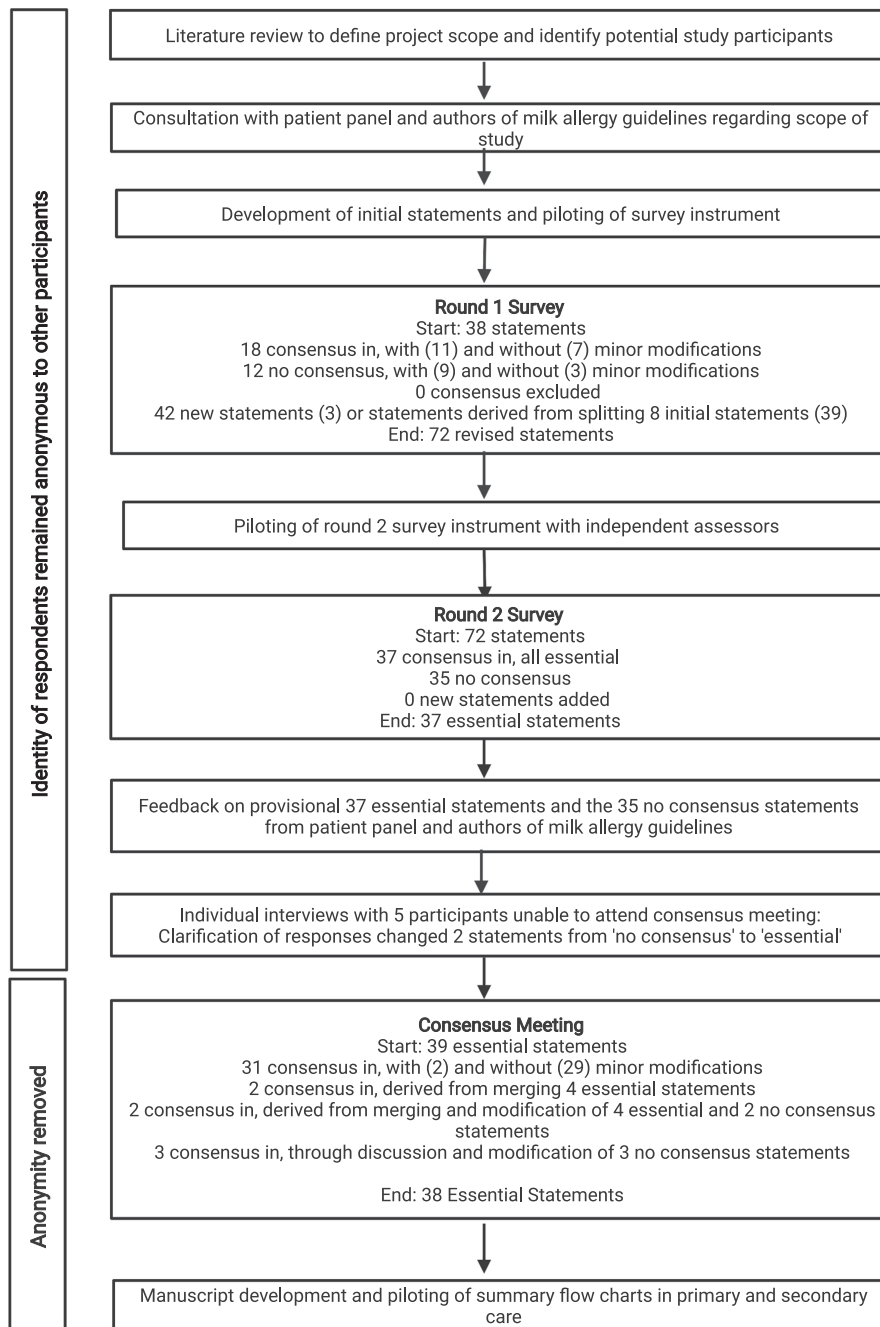 Literature review to define project scope and identify potential study participants
Consultation with patient panel and authors of milk allergy guidelines regarding scope of
study
Development of initial statements and piloting of survey instrument
Round 1 Survey
Start: 38 statements
18 consensus in, with (11) and without (7) minor modifications
12 no consensus, with (9) and without (3) minor modifications
0 consensus excluded
42 new statements (3) or statements derived from splitting 8 initial statements (39)
End: 72 revised statements
Piloting of round 2 survey instrument with independent assessors
Round 2 Survey
Start: 72 statements
37 consensus in, all essential
35 no consensus
0 new statements added
End: 37 essential statements
Feedback on provisional 37 essential statements and the 35 no consensus statements
from patient panel and authors of milk allergy guidelines
Individual interviews with 5 participants unable to attend consensus meeting:
Clarification of responses changed 2 statements from 'no consensus' to 'essential'
Identity of respondents remained anonymous to other participants
Consensus Meeting
Start: 39 essential statements
31 consensus in, with (2) and without (29) minor modifications
2 consensus in, derived from merging 4 essential statements
2 consensus in, derived from merging and modification of 4 essential and 2 no consensus
statements
3 consensus in, through discussion and modification of 3 no consensus statements
End: 38 Essential Statements
Manuscript development and piloting of summary flow charts in primary and secondary
care
Anonymity removed